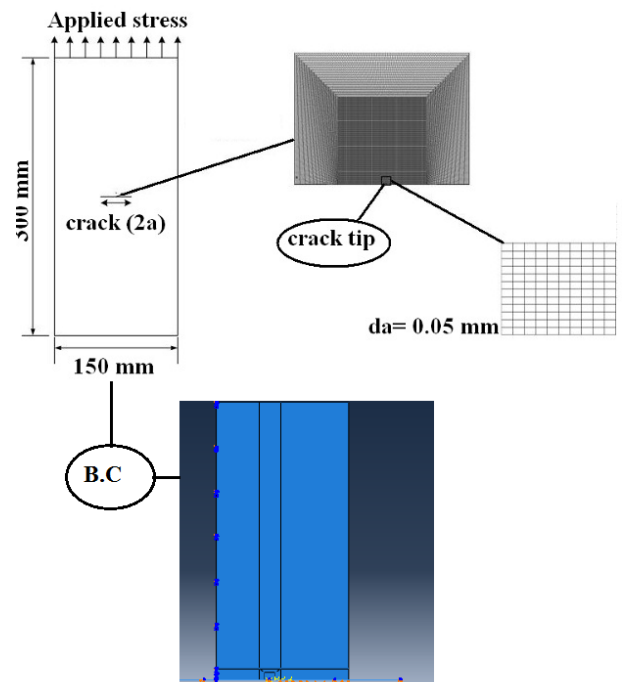 Applied stress
300 mm
crack (2a)
crack tip
da= 0.05 mm
150 mm
B.C